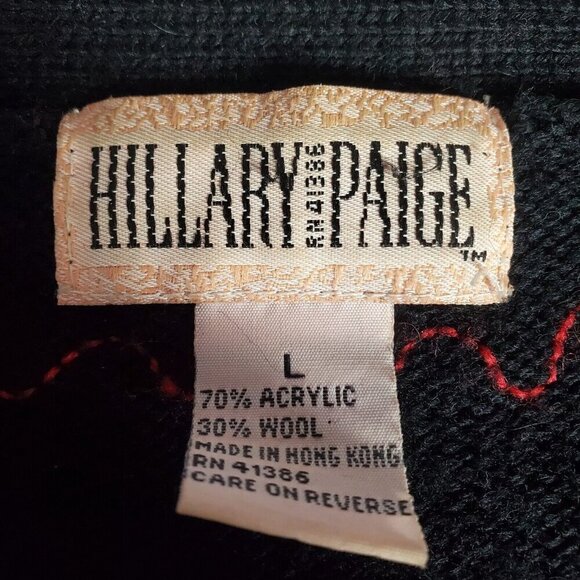 HILLARY PAIGE
RN 41386
TM
L
70% ACRYLIC
30% WOOL
MADE IN HONG KONG
RN 41386
CARE ON REVERSE